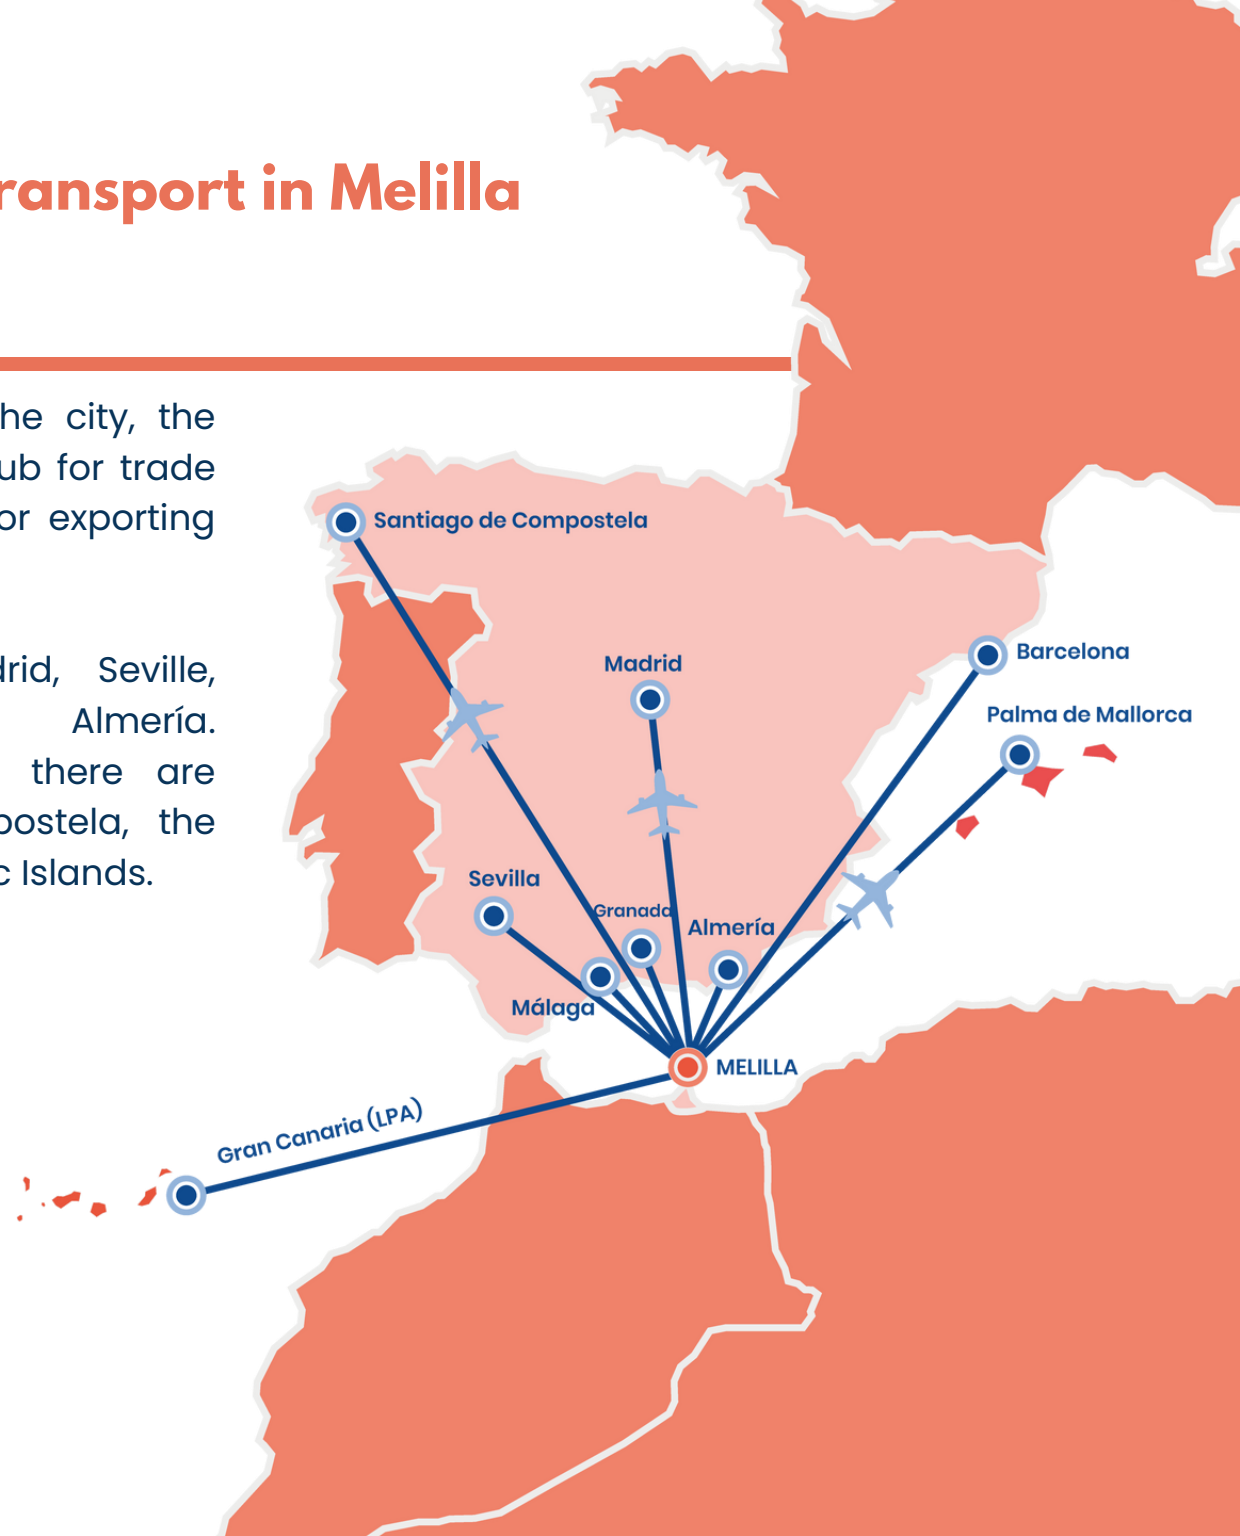 ransport in Melilla
he city, the
ub for trade
or exporting
drid, Seville,
Almería.
there are
postela, the
c Islands.
Santiago de Compostela
Madrid
Barcelona
Palma de Mallorca
Sevilla
Granada
Almería
Málaga
MELILLA
Gran Canaria (LPA)